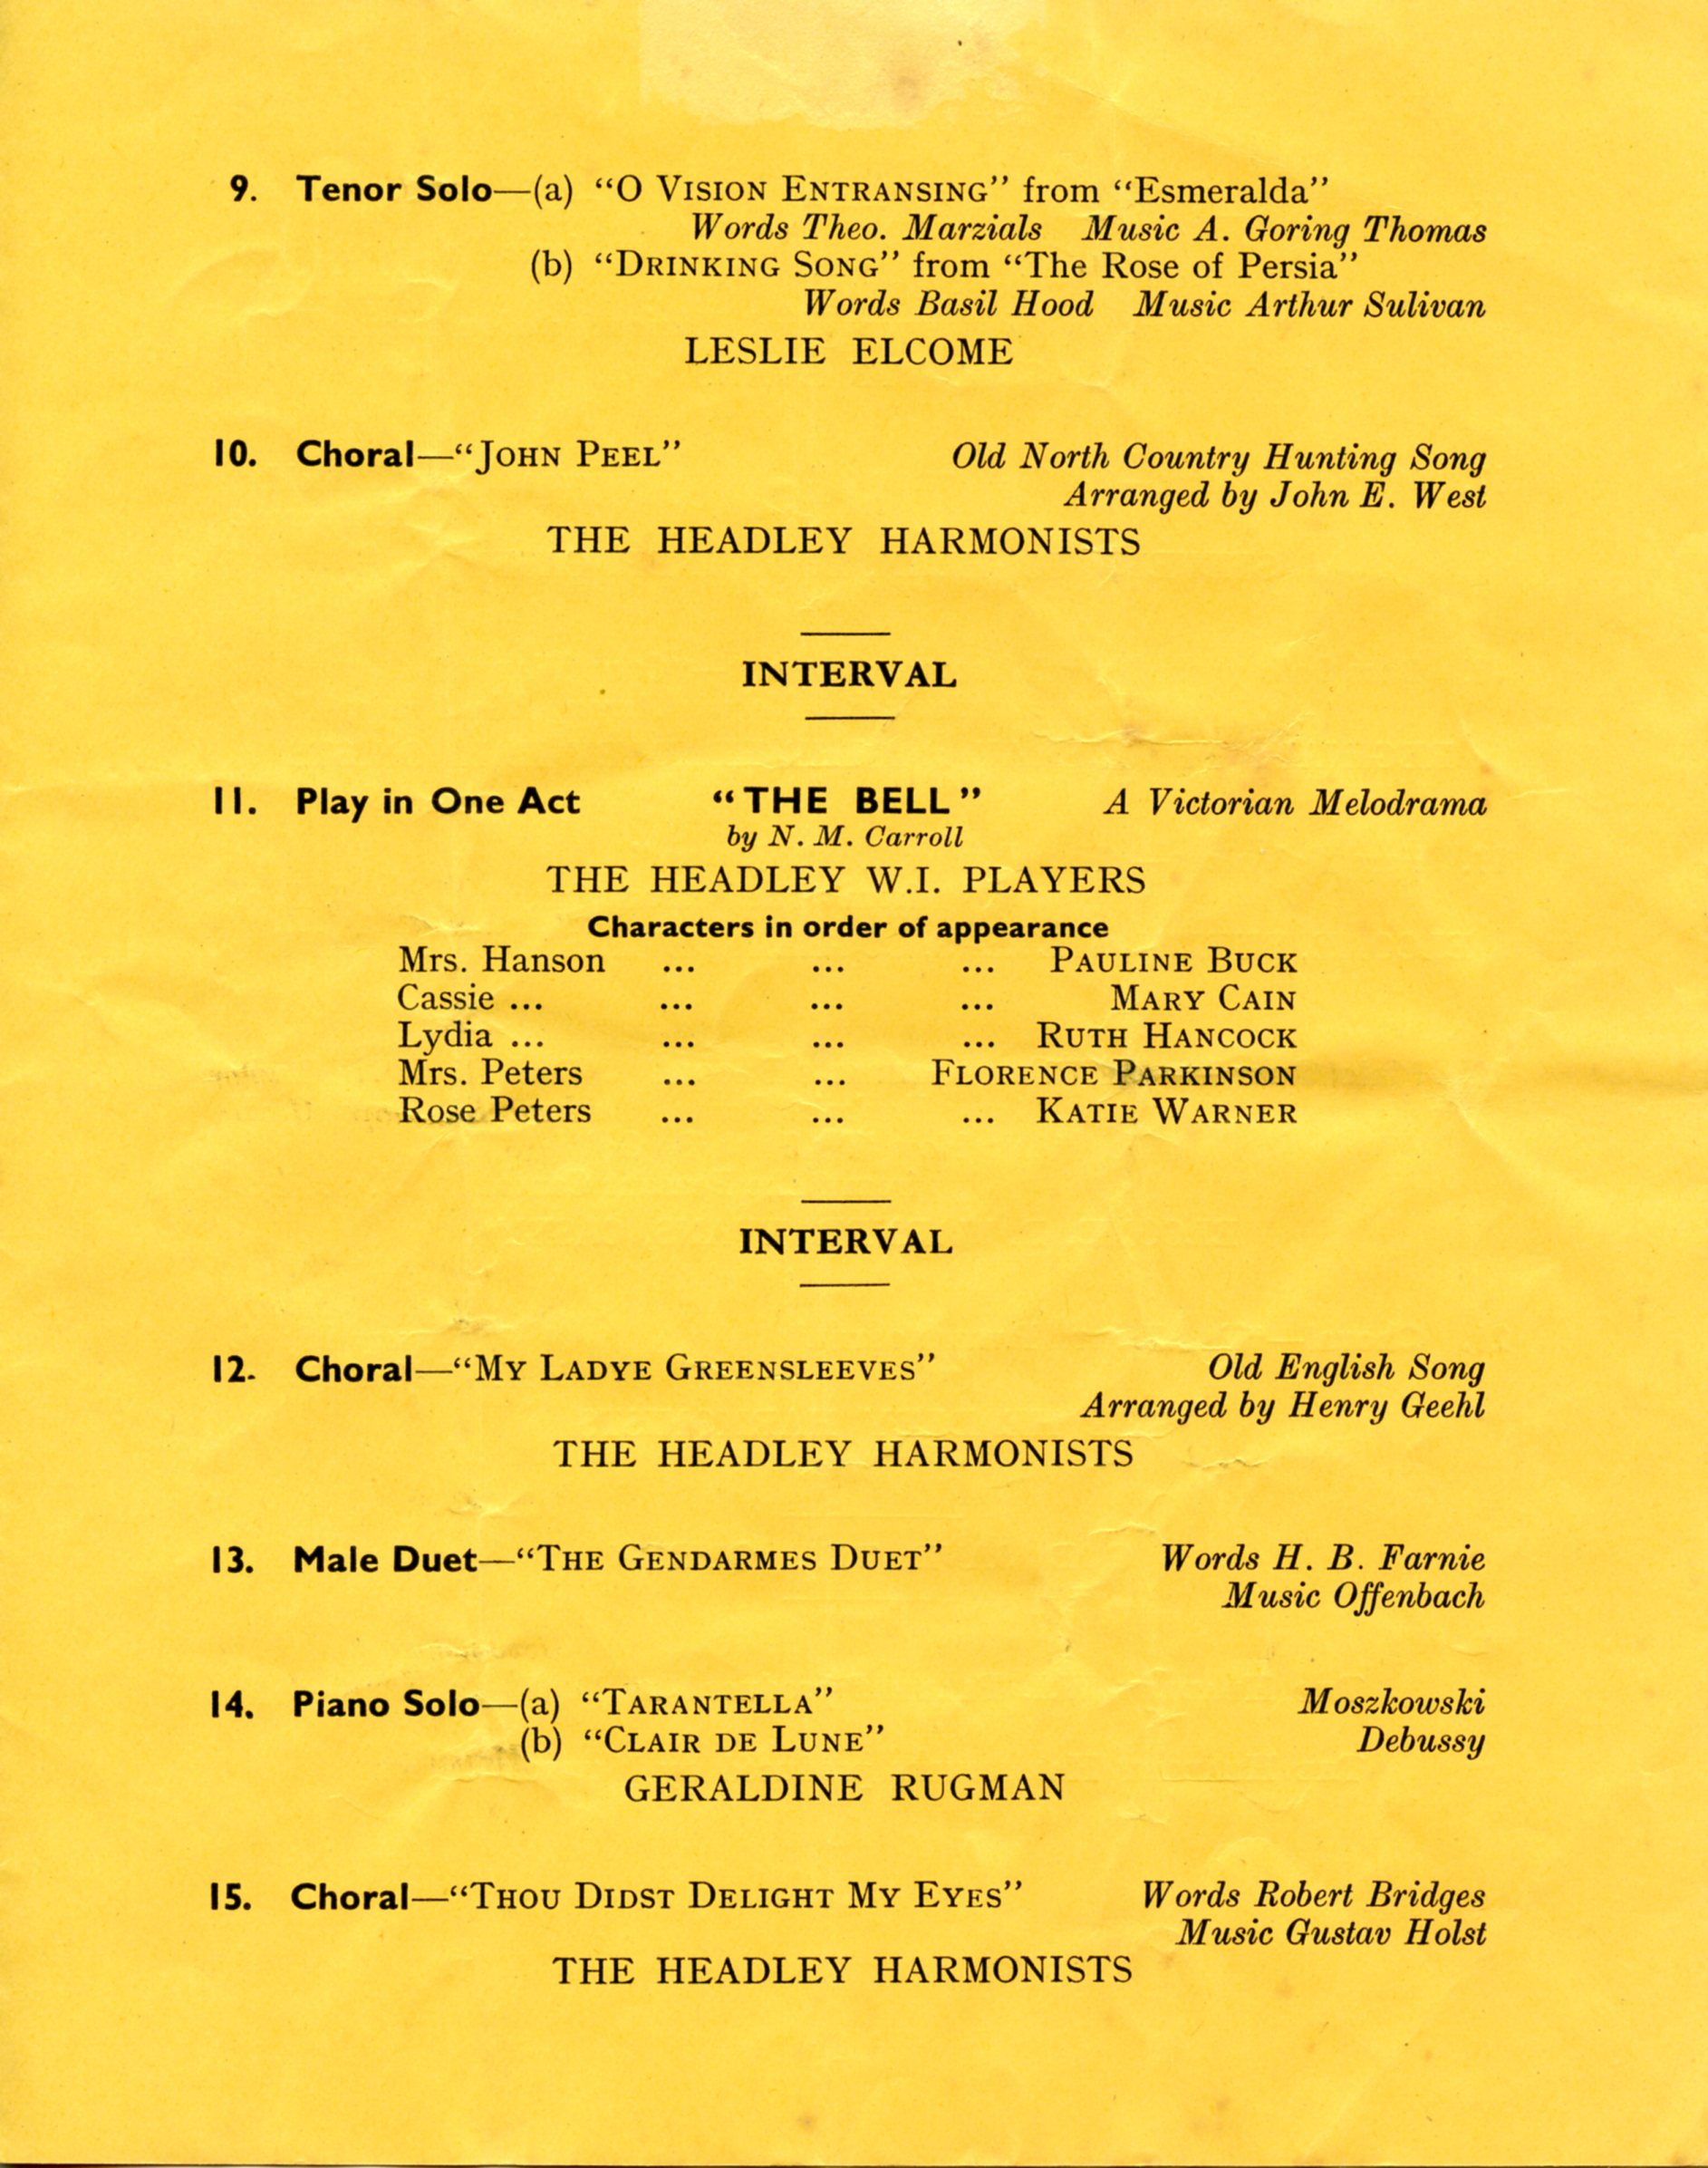 9. Tenor Solo—(a) “O VISION ENTRANSING” from “Esmeralda”
Words Theo. Marzials Music A. Goring Thomas
(b) “DRINKING SONG” from “The Rose of Persia”
Words Basil Hood Music Arthur Sulivan
LESLIE ELCOME
10. Choral—“JOHN PEEL” Old North Country Hunting Song
Arranged by John E. West
THE HEADLEY HARMONISTS
INTERVAL
11. Play in One Act “THE BELL” A Victorian Melodrama
by N. M. Carroll
THE HEADLEY W.I. PLAYERS
Characters in order of appearance
Mrs. Hanson ... ... ... PAULINE BUCK
Cassie ... ... ... ... MARY CAIN
Lydia ... ... ... ... RUTH HANCOCK
Mrs. Peters ... ... FLORENCE PARKINSON
Rose Peters ... ... ... KATIE WARNER
INTERVAL
12. Choral—“MY LADYE GREENSLEEVES” Old English Song
Arranged by Henry Geehl
THE HEADLEY HARMONISTS
13. Male Duet—“THE GENDARMES DUET” Words H. B. Farnie
Music Offenbach
14. Piano Solo—(a) “TARANTELLA” Moszkowski
(b) “CLAIR DE LUNE” Debussy
GERALDINE RUGMAN
15. Choral—“THOU DIDST DELIGHT MY EYES” Words Robert Bridges
Music Gustav Holst
THE HEADLEY HARMONISTS